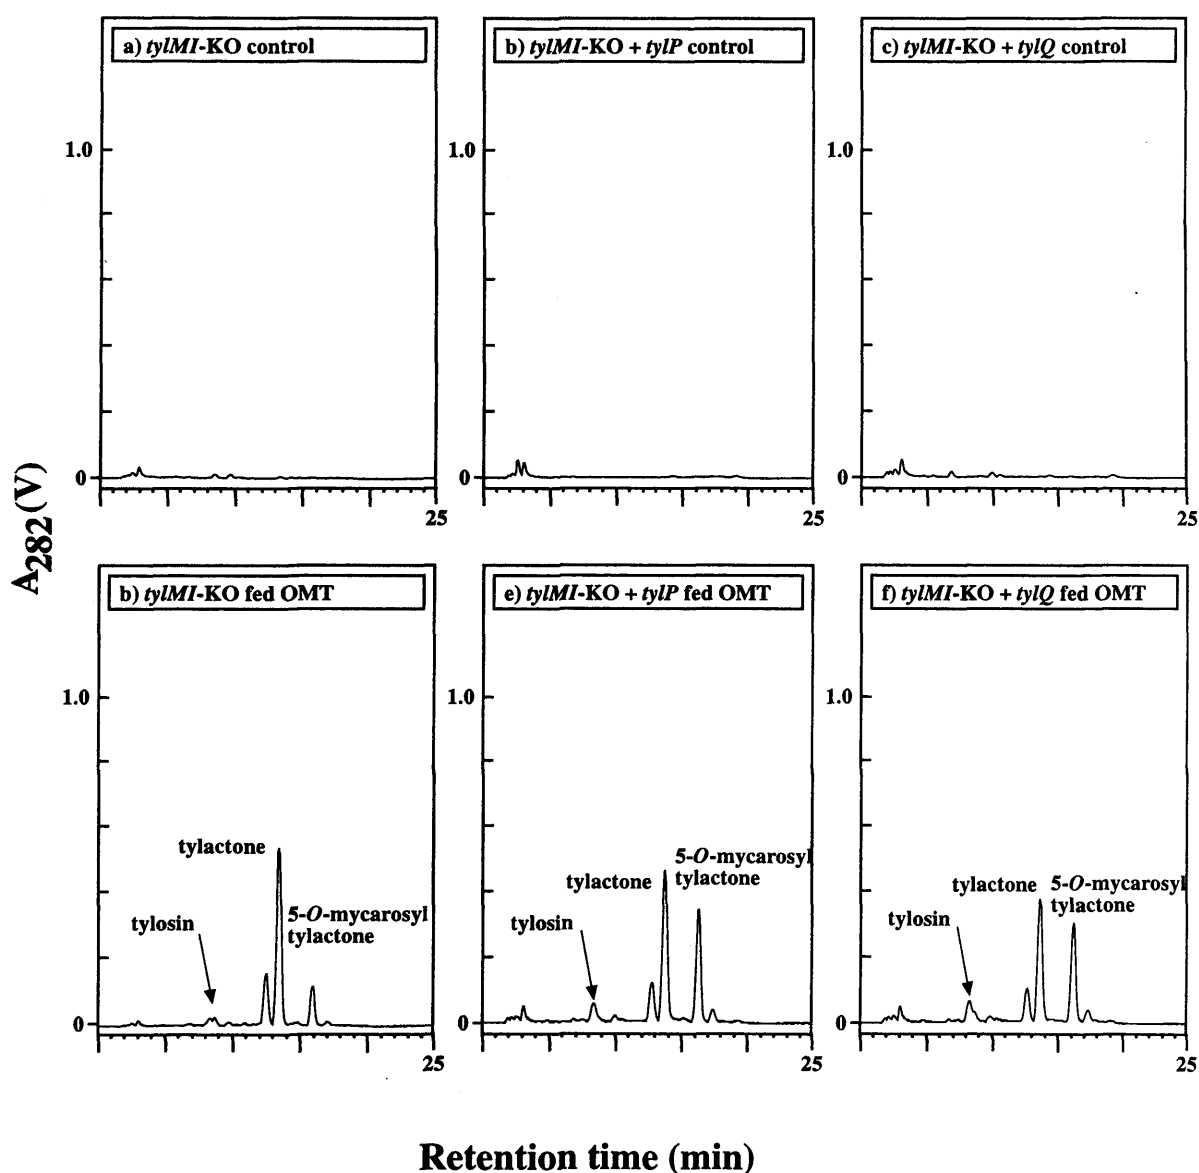 a) tylMI-KO control
b) tylMI-KO + tylP control
c) tylMI-KO + tylQ control
1.0
1.0
1.0
0
0
0
25
25
25
A282(V)
b) tylMI-KO fed OMT
e) tylMI-KO + tylP fed OMT
f) tylMI-KO + tylQ fed OMT
1.0
1.0
1.0
tylactone
5-O-mycarosyl
tylactone
tylosin
tylactone
5-O-mycarosyl
tylactone
tylosin
tylactone
5-O-mycarosyl
tylactone
tylosin
0
0
0
25
25
25
Retention time (min)